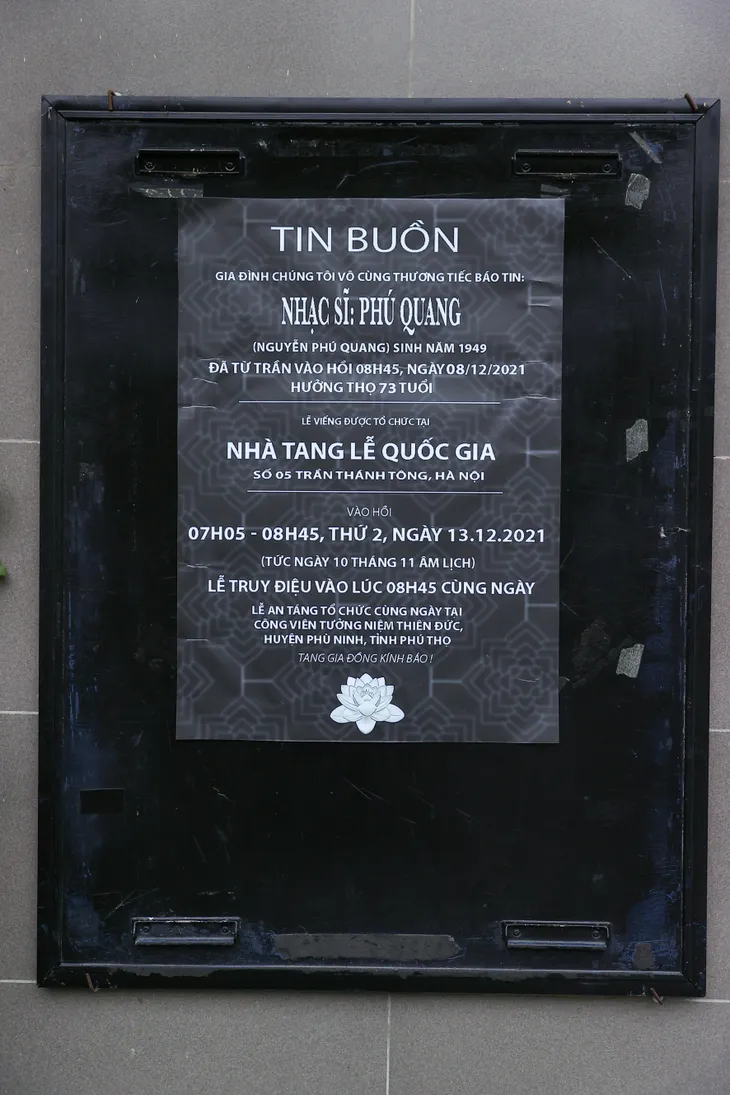 TIN BUỒN
GIA ĐÌNH CHÚNG TÔI VÔ CÙNG THƯƠNG TIẾC BÁO TIN:
NHẠC SĨ: PHÚ QUANG
(NGUYỄN PHÚ QUANG) SINH NĂM 1949
ĐÃ TỪ TRẦN VÀO HỒI 08H45, NGÀY 08/12/2021
HƯỞNG THỌ 73 TUỔI
LỄ VIẾNG ĐƯỢC TỔ CHỨC TẠI
NHÀ TANG LỄ QUỐC GIA
SỐ 05 TRẦN THÁNH TÔNG, HÀ NỘI
VÀO HỒI
07H05 - 08H45, THỨ 2, NGÀY 13.12.2021
(TỨC NGÀY 10 THÁNG 11 ÂM LỊCH)
LỄ TRUY ĐIỆU VÀO LÚC 08H45 CÙNG NGÀY
LỄ AN TÁNG TỔ CHỨC CÙNG NGÀY TẠI
CÔNG VIÊN TƯỞNG NIỆM THIÊN ĐỨC,
HUYỆN PHÙ NINH, TỈNH PHÚ THỌ
TANG GIA ĐỒNG KÍNH BÁO !